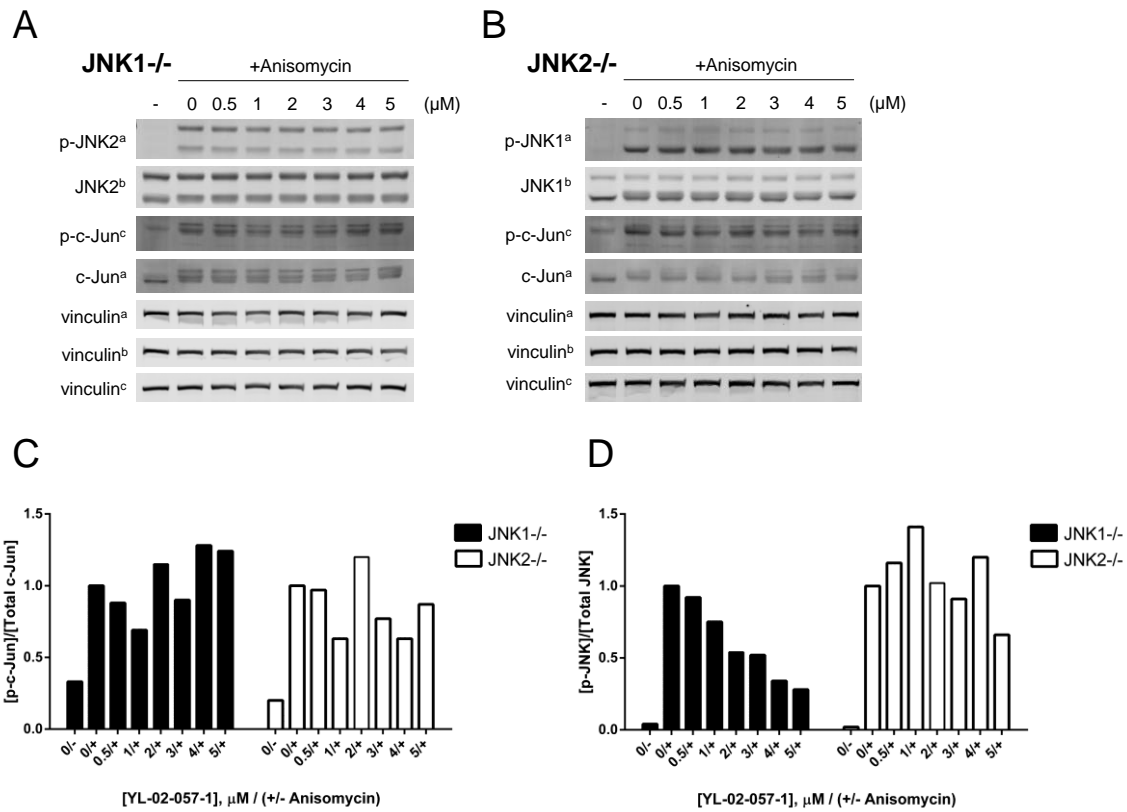 A
JNK1-/-
+Anisomycin
- 0 0.5 1 2 3 4 5 (μM)
p-JNK2ᵃ
JNK2ᵇ
p-c-Junᶜ
c-Junᵃ
vinculinᵃ
vinculinᵇ
vinculinᶜ
B
JNK2-/-
+Anisomycin
- 0 0.5 1 2 3 4 5 (μM)
p-JNK1ᵃ
JNK1ᵇ
p-c-Junᶜ
c-Junᵃ
vinculinᵃ
vinculinᵇ
vinculinᶜ
C
[p-c-Jun]/[Total c-Jun]
1.5
1.0
0.5
0.0
0/- 0/+ 0.5/+ 1/+ 2/+ 3/+ 4/+ 5/+ 0/- 0/+ 0.5/+ 1/+ 2/+ 3/+ 4/+ 5/+
[YL-02-057-1], μM / (+/- Anisomycin)
JNK1-/-
JNK2-/-
D
[p-JNK]/[Total JNK]
1.5
1.0
0.5
0.0
0/- 0/+ 0.5/+ 1/+ 2/+ 3/+ 4/+ 5/+ 0/- 0/+ 0.5/+ 1/+ 2/+ 3/+ 4/+ 5/+
[YL-02-057-1], μM / (+/- Anisomycin)
JNK1-/-
JNK2-/-